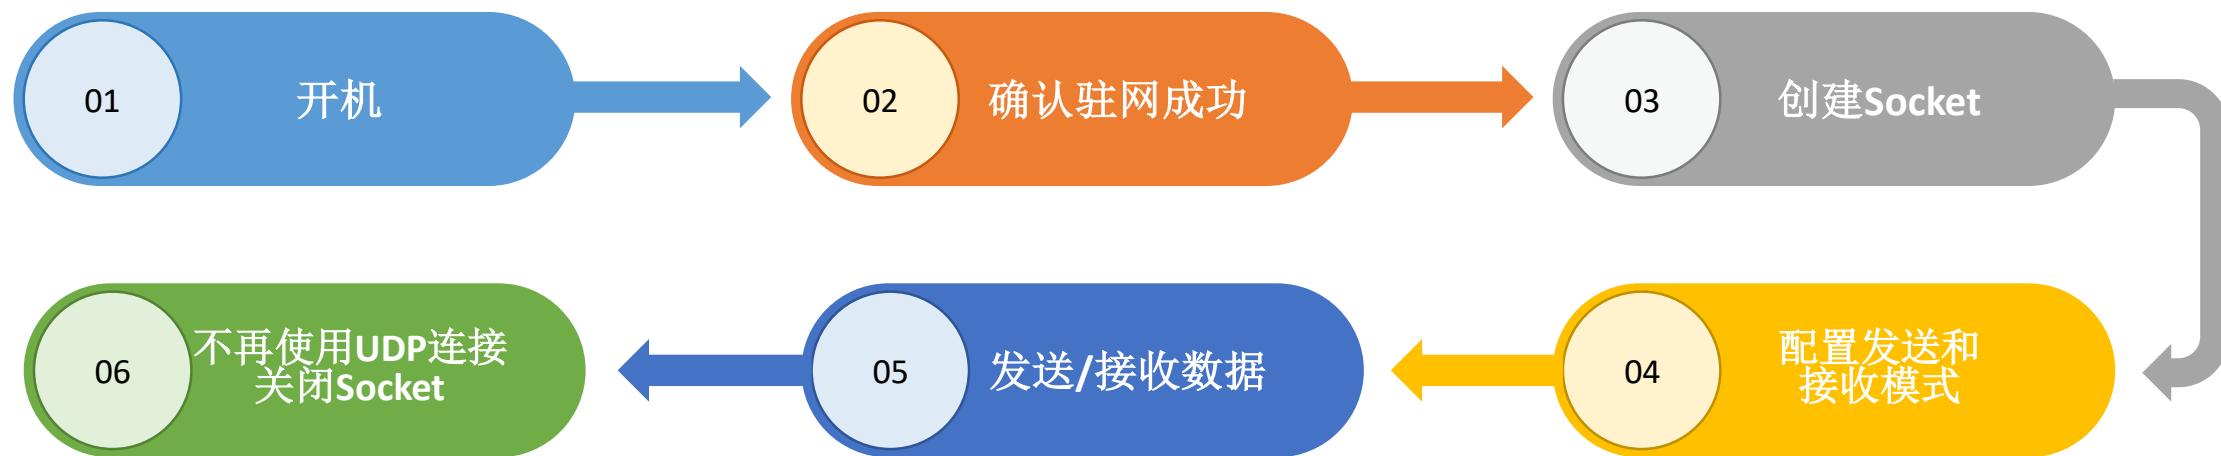 01
开机
02
确认驻网成功
03
创建Socket
04
配置发送和
接收模式
05
发送/接收数据
06
不再使用UDP连接
关闭Socket